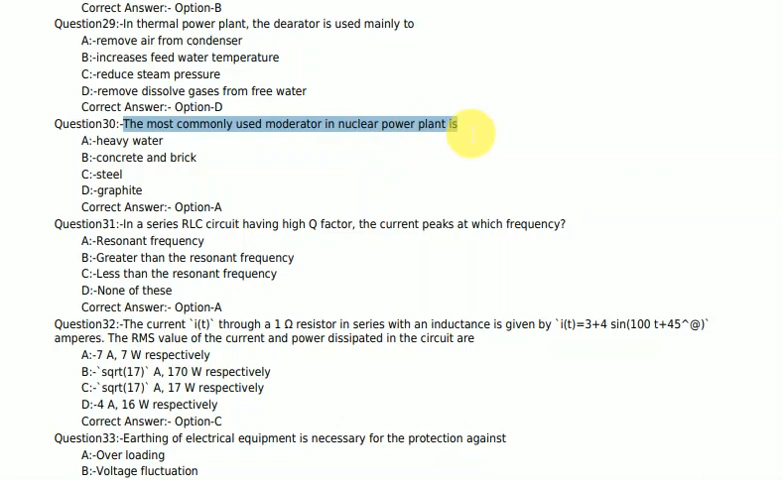 Correct Answer:- Option-B
Question29:-In thermal power plant, the dearator is used mainly to
A:-remove air from condenser
B:-increases feed water temperature
C:-reduce steam pressure
D:-remove dissolve gases from free water
Correct Answer:- Option-D
Question30:-The most commonly used moderator in nuclear power plant is
A:-heavy water
B:-concrete and brick
C:-steel
D:-graphite
Correct Answer:- Option-A
Question31:-In a series RLC circuit having high Q factor, the current peaks at which frequency?
A:-Resonant frequency
B:-Greater than the resonant frequency
C:-Less than the resonant frequency
D:-None of these
Correct Answer:- Option-A
Question32:-The current `i(t)` through a 1 Ω resistor in series with an inductance is given by `i(t)=3+4 sin(100 t+45^@)`
amperes. The RMS value of the current and power dissipated in the circuit are
A:-7 A, 7 W respectively
B:-`sqrt(17)` A, 170 W respectively
C:-`sqrt(17)` A, 17 W respectively
D:-4 A, 16 W respectively
Correct Answer:- Option-C
Question33:-Earthing of electrical equipment is necessary for the protection against
A:-Over loading
B:-Voltage fluctuation